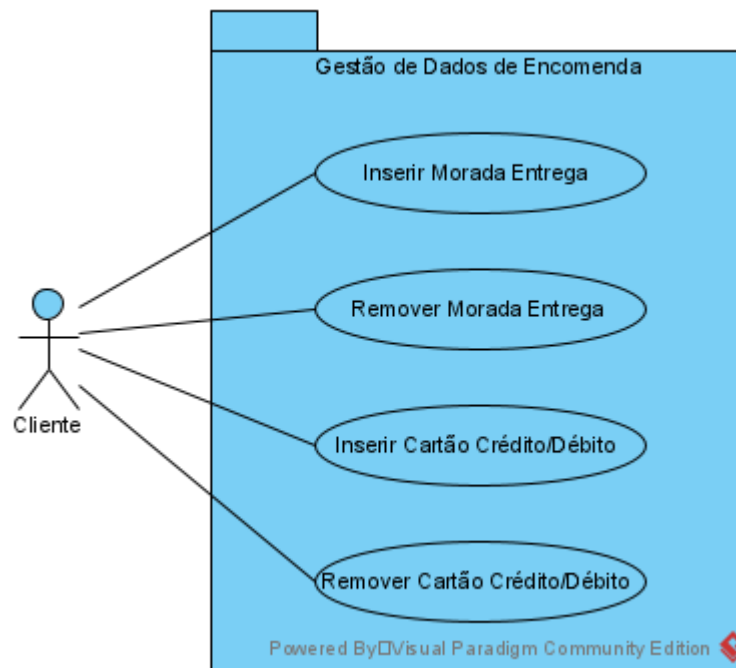 Gestão de Dados de Encomenda
Inserir Morada Entrega
Remover Morada Entrega
Cliente
Inserir Cartão Crédito/Débito
Remover Cartão Crédito/Débito
Powered By□Visual Paradigm Community Edition